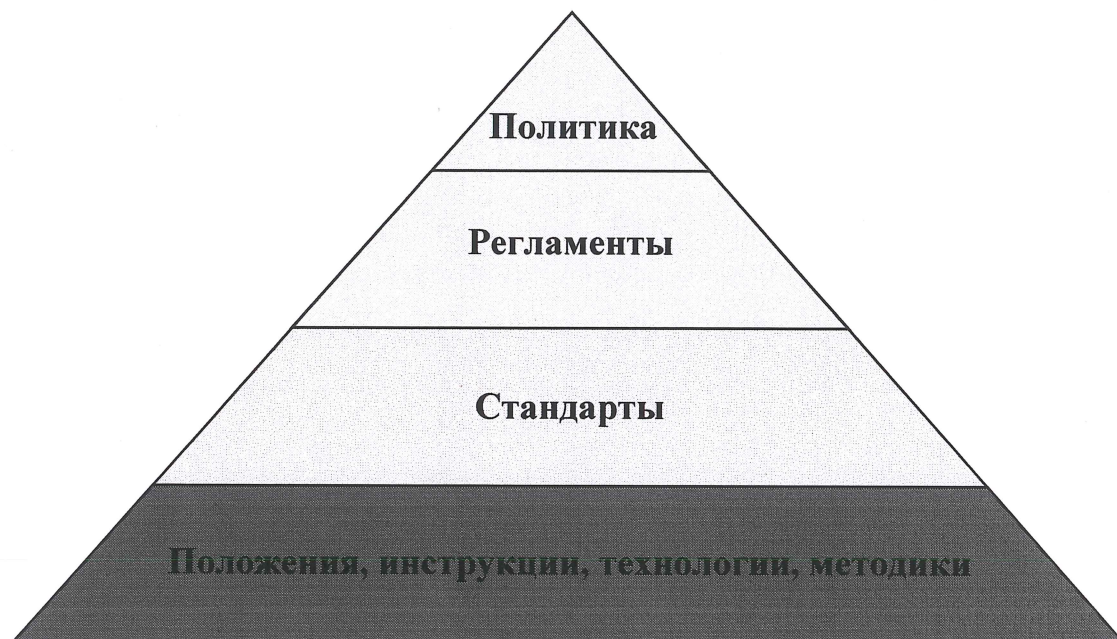 Политика
Регламенты
Стандарты
Положения, инструкции, технологии, методики